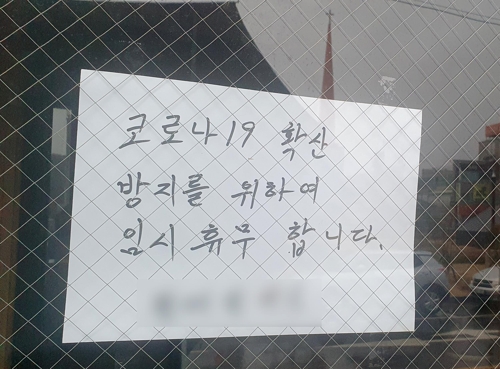 코로나19 확산
방지를 위하여
임시 휴무 합니다.